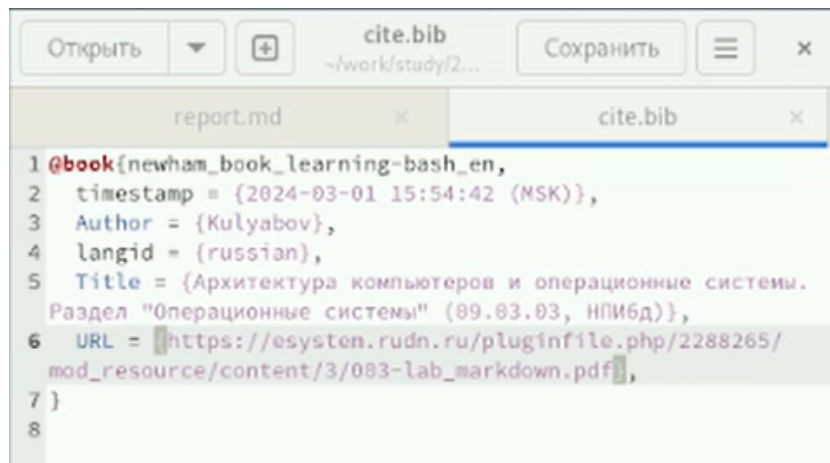 Открыть
cite.bib
~/work/study/2...
Сохранить
report.md
cite.bib
1 @book{newham_book_learning-bash_en,
2 timestamp = {2024-03-01 15:54:42 (MSK)},
3 Author = {Kulyabov},
4 langid = {russian},
5 Title = {Архитектура компьютеров и операционные системы.
Раздел "Операционные системы" (09.03.03, НПИбд)},
6 URL = {https://esystem.rudn.ru/pluginfile.php/2288265/
mod_resource/content/3/003-lab_markdown.pdf},
7 }
8